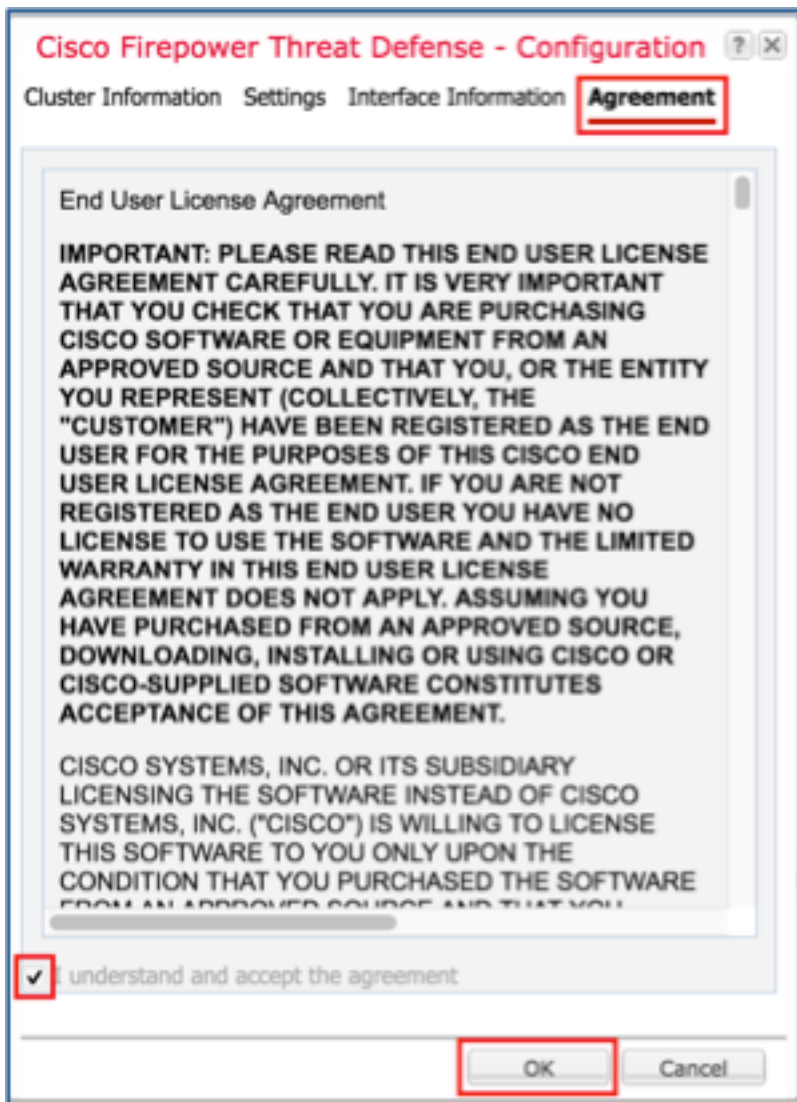 Cisco Firepower Threat Defense - Configuration ? X
Cluster Information Settings Interface Information Agreement
End User License Agreement
IMPORTANT: PLEASE READ THIS END USER LICENSE
AGREEMENT CAREFULLY. IT IS VERY IMPORTANT
THAT YOU CHECK THAT YOU ARE PURCHASING
CISCO SOFTWARE OR EQUIPMENT FROM AN
APPROVED SOURCE AND THAT YOU, OR THE ENTITY
YOU REPRESENT (COLLECTIVELY, THE
"CUSTOMER") HAVE BEEN REGISTERED AS THE END
USER FOR THE PURPOSES OF THIS CISCO END
USER LICENSE AGREEMENT. IF YOU ARE NOT
REGISTERED AS THE END USER YOU HAVE NO
LICENSE TO USE THE SOFTWARE AND THE LIMITED
WARRANTY IN THIS END USER LICENSE
AGREEMENT DOES NOT APPLY. ASSUMING YOU
HAVE PURCHASED FROM AN APPROVED SOURCE,
DOWNLOADING, INSTALLING OR USING CISCO OR
CISCO-SUPPLIED SOFTWARE CONSTITUTES
ACCEPTANCE OF THIS AGREEMENT.
CISCO SYSTEMS, INC. OR ITS SUBSIDIARY
LICENSING THE SOFTWARE INSTEAD OF CISCO
SYSTEMS, INC. ("CISCO") IS WILLING TO LICENSE
THIS SOFTWARE TO YOU ONLY UPON THE
CONDITION THAT YOU PURCHASED THE SOFTWARE
FROM AN APPROVED SOURCE AND THAT YOU
I understand and accept the agreement
OK Cancel